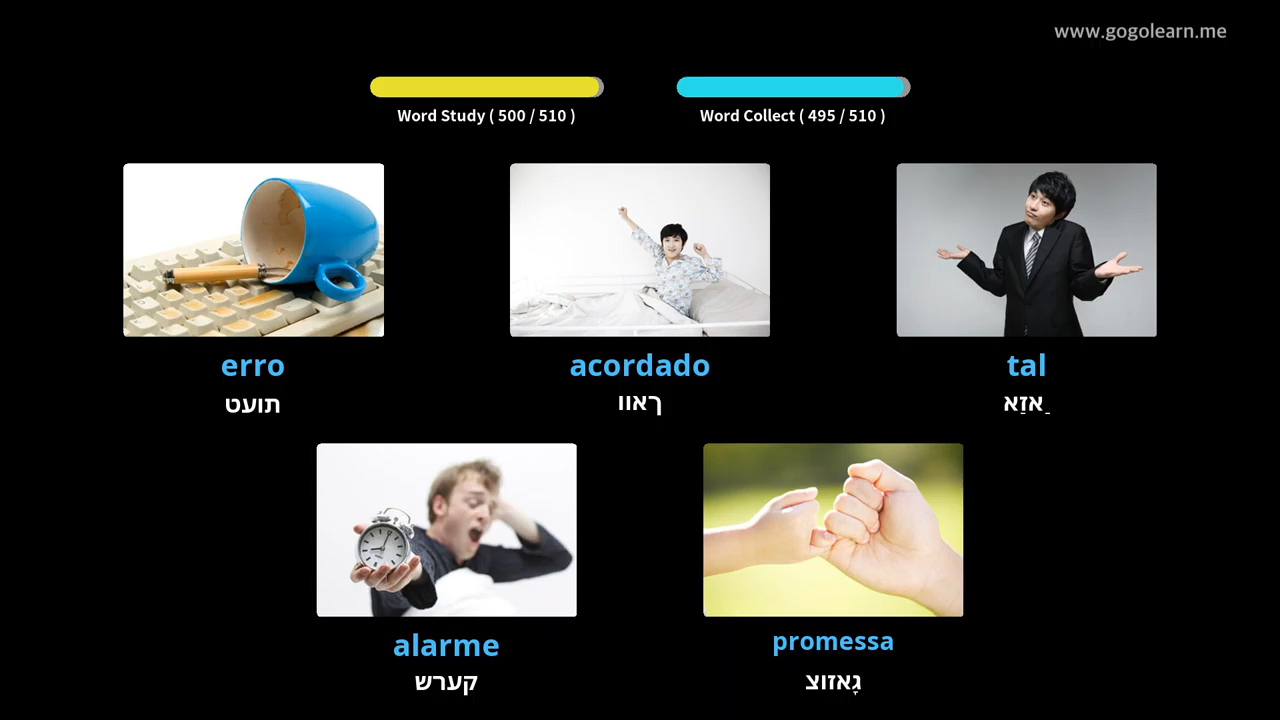 www.gogolearn.me
Word Study ( 500 / 510 )
Word Collect ( 495 / 510 )
erro
תועט
acordado
ךאוו
tal
ַאזַא
alarme
קערש
promessa
גָאזוצ